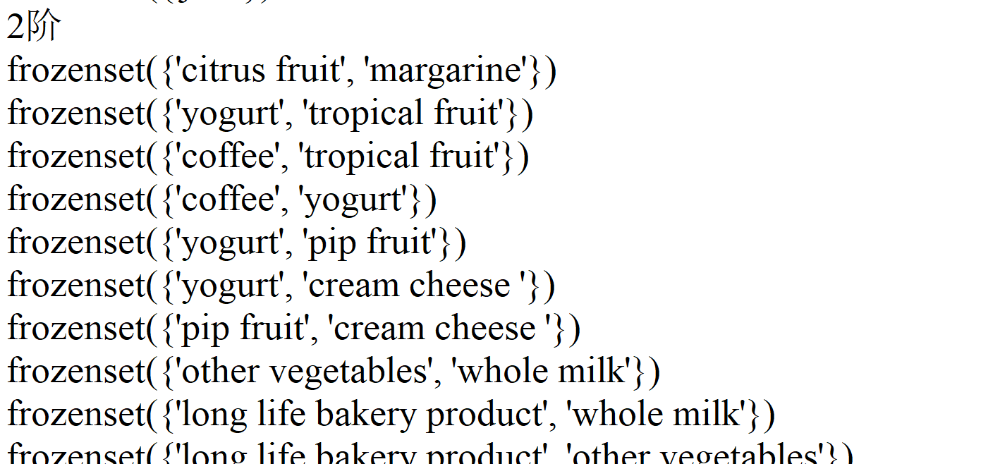 2阶
frozenset({'citrus fruit', 'margarine'})
frozenset({'yogurt', 'tropical fruit'})
frozenset({'coffee', 'tropical fruit'})
frozenset({'coffee', 'yogurt'})
frozenset({'yogurt', 'pip fruit'})
frozenset({'yogurt', 'cream cheese '})
frozenset({'pip fruit', 'cream cheese '})
frozenset({'other vegetables', 'whole milk'})
frozenset({'long life bakery product', 'whole milk'})
frozenset({'long life bakery product', 'other vegetables'})